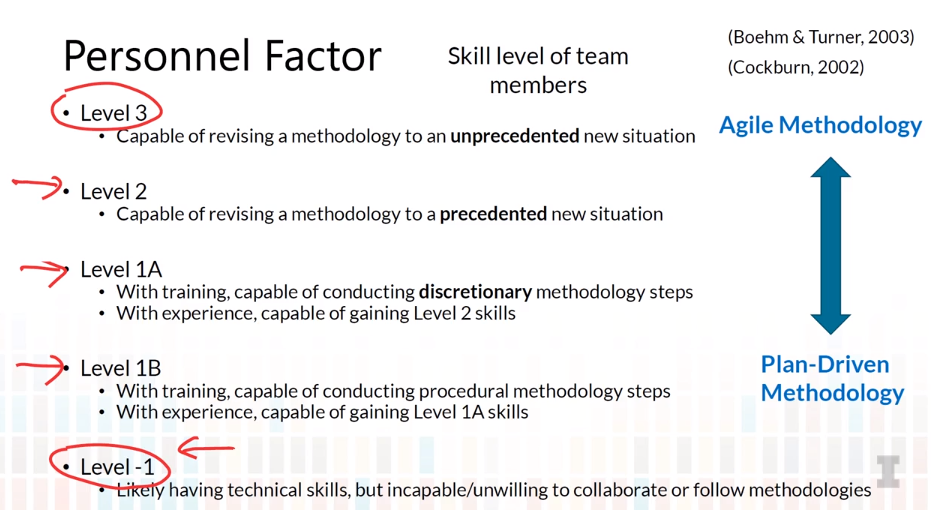 Personnel Factor
Skill level of team
members
(Boehm & Turner, 2003)
(Cockburn, 2002)
• Level 3
• Capable of revising a methodology to an unprecedented new situation
• Level 2
• Capable of revising a methodology to a precedented new situation
• Level 1A
• With training, capable of conducting discretionary methodology steps
• With experience, capable of gaining Level 2 skills
• Level 1B
• With training, capable of conducting procedural methodology steps
• With experience, capable of gaining Level 1A skills
• Level -1
• Likely having technical skills, but incapable/unwilling to collaborate or follow methodologies
Agile Methodology
Plan-Driven
Methodology
I